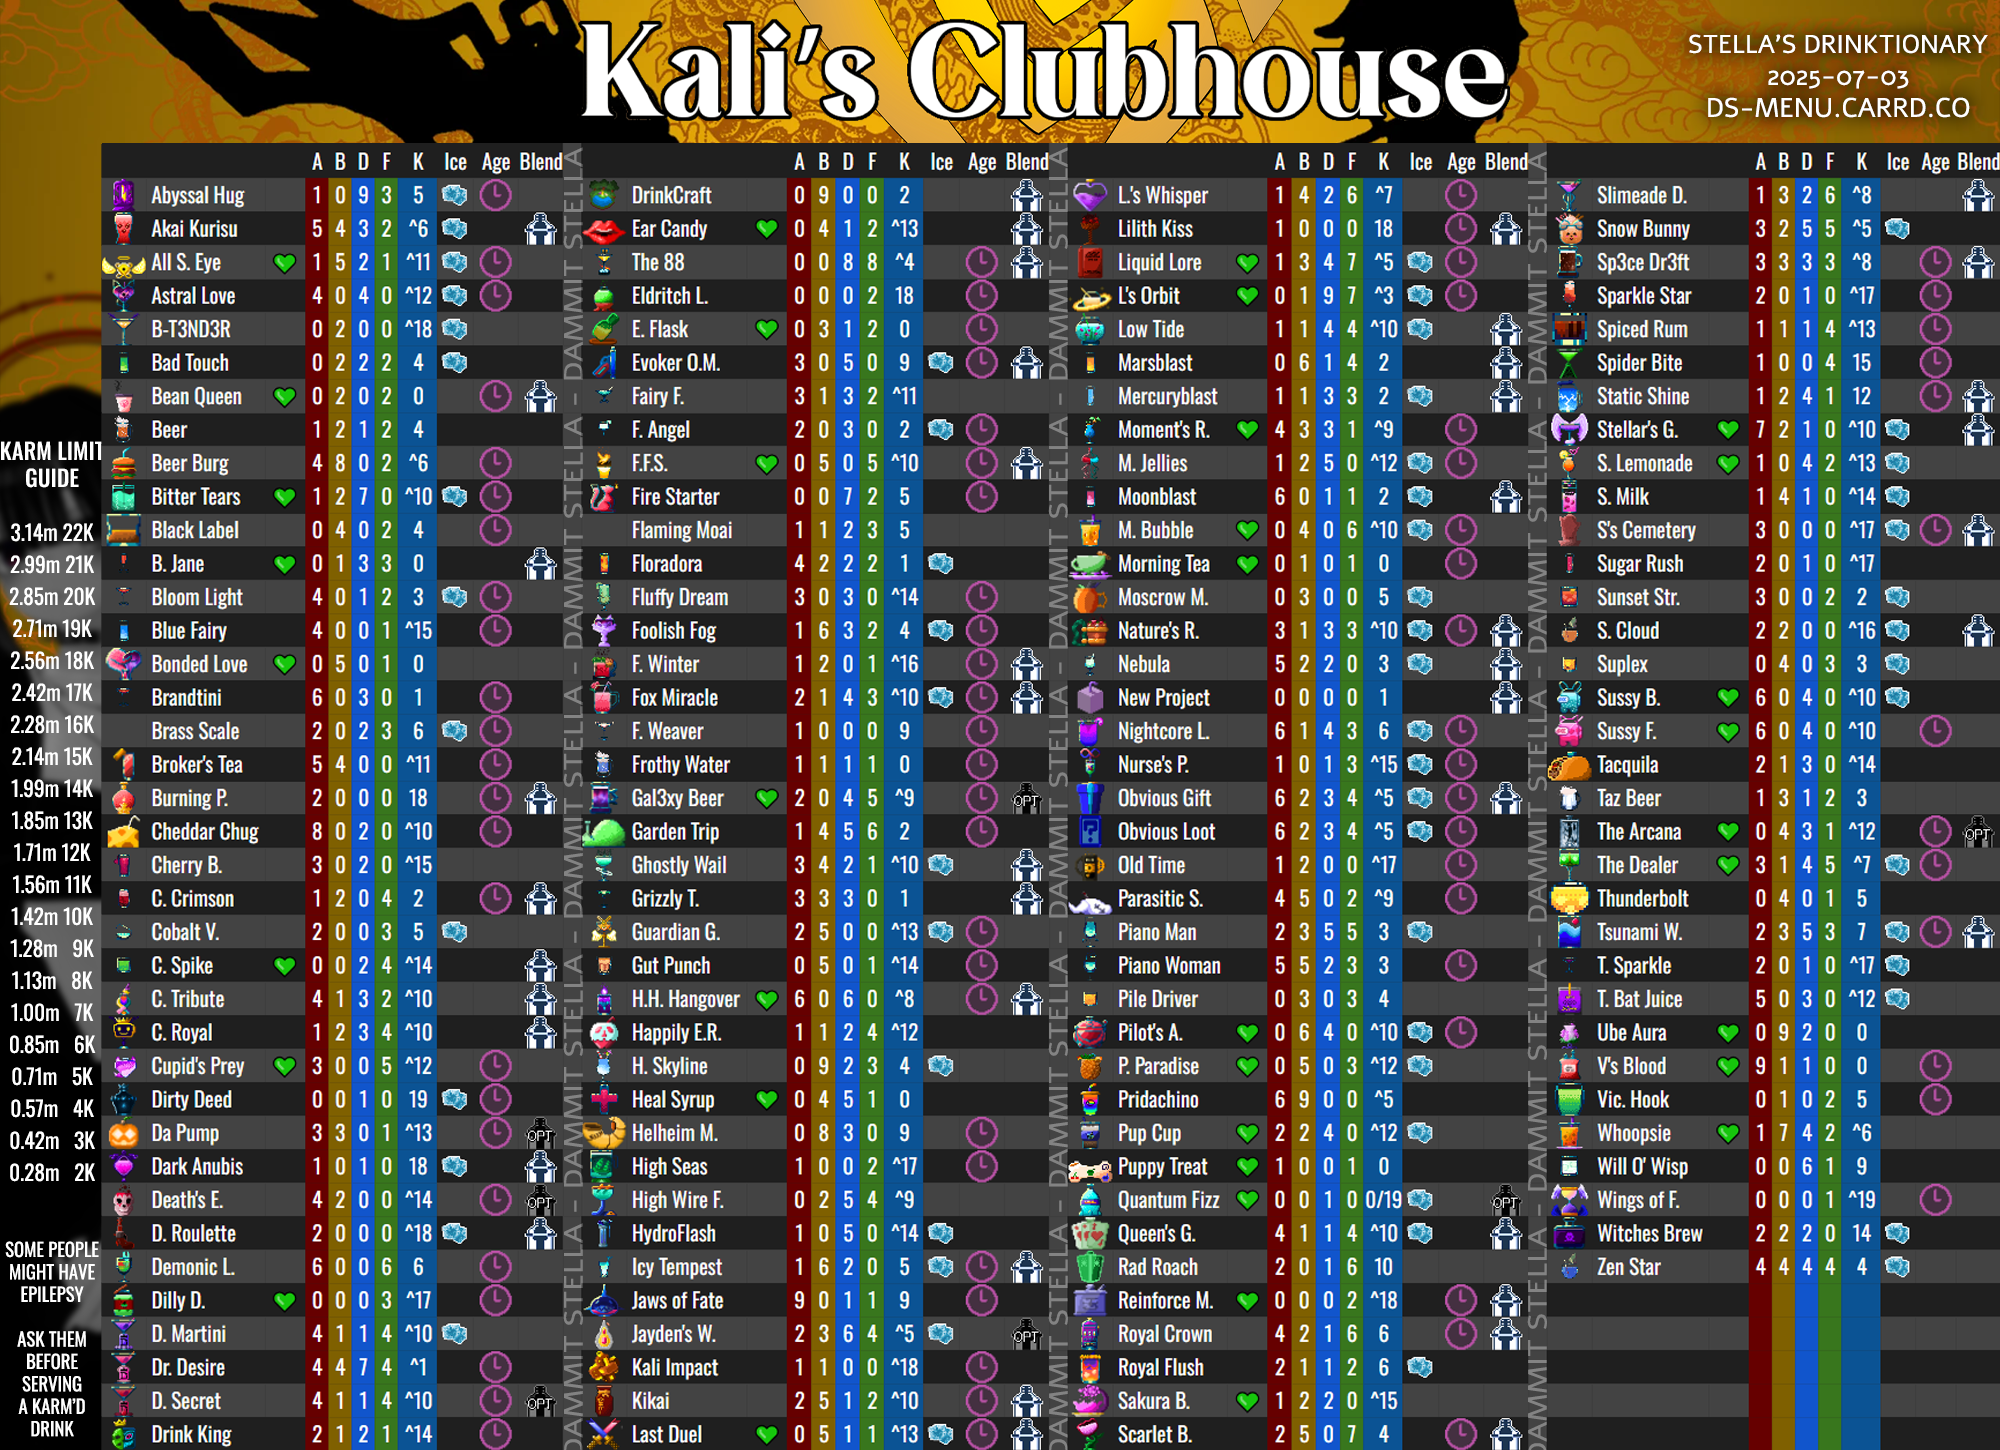 Kali's Clubhouse
STELLA'S DRINKTIONARY
2025-07-03
DS-MENU.CARRD.CO
A B D F K Ice Age Blend
Abyssal Hug 1 0 9 3 5
Akai Kurisu 5 4 3 2 ^6
All S. Eye 1 5 2 1 ^11
Astral Love 4 0 4 0 ^12
B-T3ND3R 0 2 0 0 ^18
Bad Touch 0 2 2 2 4
Bean Queen 0 2 0 2 0
Beer 1 2 1 2 4
Beer Burg 4 8 0 2 ^6
Bitter Tears 1 2 7 0 ^10
Black Label 0 4 0 2 4
B. Jane 0 1 3 3 0
Bloom Light 4 0 1 2 3
Blue Fairy 4 0 0 1 ^15
Bonded Love 0 5 0 1 0
Brandtini 6 0 3 0 1
Brass Scale 2 0 2 3 6
Broker's Tea 5 4 0 0 ^11
Burning P. 2 0 0 0 18
Cheddar Chug 8 0 2 0 ^10
Cherry B. 3 0 2 0 ^15
C. Crimson 1 2 0 4 2
Cobalt V. 2 0 0 3 5
C. Spike 0 0 2 4 ^14
C. Tribute 4 1 3 2 ^10
C. Royal 1 2 3 4 ^10
Cupid's Prey 3 0 0 5 ^12
Dirty Deed 0 0 1 0 19
Da Pump 3 3 0 1 ^13 OPT
Dark Anubis 1 0 1 0 18
Death's E. 4 2 0 0 ^14 OPT
D. Roulette 2 0 0 0 ^18
Demonic L. 6 0 0 6 6
Dilly D. 0 0 0 3 ^17
D. Martini 4 1 1 4 ^10
Dr. Desire 4 4 7 4 ^1
D. Secret 4 1 1 4 ^10 OPT
Drink King 2 1 2 1 ^14
A B D F K Ice Age Blend
DrinkCraft 0 9 0 0 2
Ear Candy 0 4 1 2 ^13
The 88 0 0 8 8 ^4
Eldritch L. 0 0 0 2 18
E. Flask 0 3 1 2 0
Evoker O.M. 3 0 5 0 9
Fairy F. 3 1 3 2 ^11
F. Angel 2 0 3 0 2
F.F.S. 0 5 0 5 ^10
Fire Starter 0 0 7 2 5
Flaming Moai 1 1 2 3 5
Floradora 4 2 2 2 1
Fluffy Dream 3 0 3 0 ^14
Foolish Fog 1 6 3 2 4
F. Winter 1 2 0 1 ^16
Fox Miracle 2 1 4 3 ^10
F. Weaver 1 0 0 0 9
Frothy Water 1 1 1 1 0
Gal3xy Beer 2 0 4 5 ^9 OPT
Garden Trip 1 4 5 6 2
Ghostly Wail 3 4 2 1 ^10
Grizzly T. 3 3 3 0 1
Guardian G. 2 5 0 0 ^13
Gut Punch 0 5 0 1 ^14
H.H. Hangover 6 0 6 0 ^8
Happily E.R. 1 1 2 4 ^12
H. Skyline 0 9 2 3 4
Heal Syrup 0 4 5 1 0
Helheim M. 0 8 3 0 9
High Seas 1 0 0 2 ^17
High Wire F. 0 2 5 4 ^9
HydroFlash 1 0 5 0 ^14
Icy Tempest 1 6 2 0 5
Jaws of Fate 9 0 1 1 9
Jayden's W. 2 3 6 4 ^5 OPT
Kali Impact 1 1 0 0 ^18
Kikai 2 5 1 2 ^10
Last Duel 0 5 1 1 ^13
A B D F K Ice Age Blend
L.'s Whisper 1 4 2 6 ^7
Lilith Kiss 1 0 0 0 18
Liquid Lore 1 3 4 7 ^5
L's Orbit 0 1 9 7 ^3
Low Tide 1 1 4 4 ^10
Marsblast 0 6 1 4 2
Mercuryblast 1 1 3 3 2
Moment's R. 4 3 3 1 ^9
M. Jellies 1 2 5 0 ^12
Moonblast 6 0 1 1 2
M. Bubble 0 4 0 6 ^10
Morning Tea 0 1 0 1 0
Moscrow M. 0 3 0 0 5
Nature's R. 3 1 3 3 ^10
Nebula 5 2 2 0 3
New Project 0 0 0 0 1
Nightcore L. 6 1 4 3 6
Nurse's P. 1 0 1 3 ^15
Obvious Gift 6 2 3 4 ^5
Obvious Loot 6 2 3 4 ^5
Old Time 1 2 0 0 ^17
Parasitic S. 4 5 0 2 ^9
Piano Man 2 3 5 5 3
Piano Woman 5 5 2 3 3
Pile Driver 0 3 0 3 4
Pilot's A. 0 6 4 0 ^10
P. Paradise 0 5 0 3 ^12
Pridachino 6 9 0 0 ^5
Pup Cup 2 2 4 0 ^12
Puppy Treat 1 0 0 1 0
Quantum Fizz 0 0 1 0 0/19 OPT
Queen's G. 4 1 1 4 ^10
Rad Roach 2 0 1 6 10
Reinforce M. 0 0 0 2 ^18
Royal Crown 4 2 1 6 6
Royal Flush 2 1 1 2 6
Sakura B. 1 2 2 0 ^15
Scarlet B. 2 5 0 7 4
A B D F K Ice Age Blend
Slimeade D. 1 3 2 6 ^8
Snow Bunny 3 2 5 5 ^5
Sp3ce Dr3ft 3 3 3 3 ^8
Sparkle Star 2 0 1 0 ^17
Spiced Rum 1 1 1 4 ^13
Spider Bite 1 0 0 4 15
Static Shine 1 2 4 1 12
Stellar's G. 7 2 1 0 ^10
S. Lemonade 1 0 4 2 ^13
S. Milk 1 4 1 0 ^14
S's Cemetery 3 0 0 0 ^17
Sugar Rush 2 0 1 0 ^17
Sunset Str. 3 0 0 2 2
S. Cloud 2 2 0 0 ^16
Suplex 0 4 0 3 3
Sussy B. 6 0 4 0 ^10
Sussy F. 6 0 4 0 ^10
Tacquila 2 1 3 0 ^14
Taz Beer 1 3 1 2 3
The Arcana 0 4 3 1 ^12 OPT
The Dealer 3 1 4 5 ^7
Thunderbolt 0 4 0 1 5
Tsunami W. 2 3 5 3 7
T. Sparkle 2 0 1 0 ^17
T. Bat Juice 5 0 3 0 ^12
Ube Aura 0 9 2 0 0
V's Blood 9 1 1 0 0
Vic. Hook 0 1 0 2 5
Whoopsie 1 7 4 2 ^6
Will O' Wisp 0 0 6 1 9
Wings of F. 0 0 0 1 ^19
Witches Brew 2 2 2 0 14
Zen Star 4 4 4 4 4
KARM LIMIT
GUIDE
3.14m 22K
2.99m 21K
2.85m 20K
2.71m 19K
2.56m 18K
2.42m 17K
2.28m 16K
2.14m 15K
1.99m 14K
1.85m 13K
1.71m 12K
1.56m 11K
1.42m 10K
1.28m 9K
1.13m 8K
1.00m 7K
0.85m 6K
0.71m 5K
0.57m 4K
0.42m 3K
0.28m 2K
SOME PEOPLE
MIGHT HAVE
EPILEPSY
ASK THEM
BEFORE
SERVING
A KARM'D
DRINK
DAMMIT STELLA - DAMMIT STELLA - DAMMIT STELLA - DAMMIT STELLA - DAMMIT STELLA
DAMMIT STELLA - DAMMIT STELLA - DAMMIT STELLA - DAMMIT STELLA - DAMMIT STELLA
DAMMIT STELLA - DAMMIT STELLA - DAMMIT STELLA - DAMMIT STELLA - DAMMIT STELLA